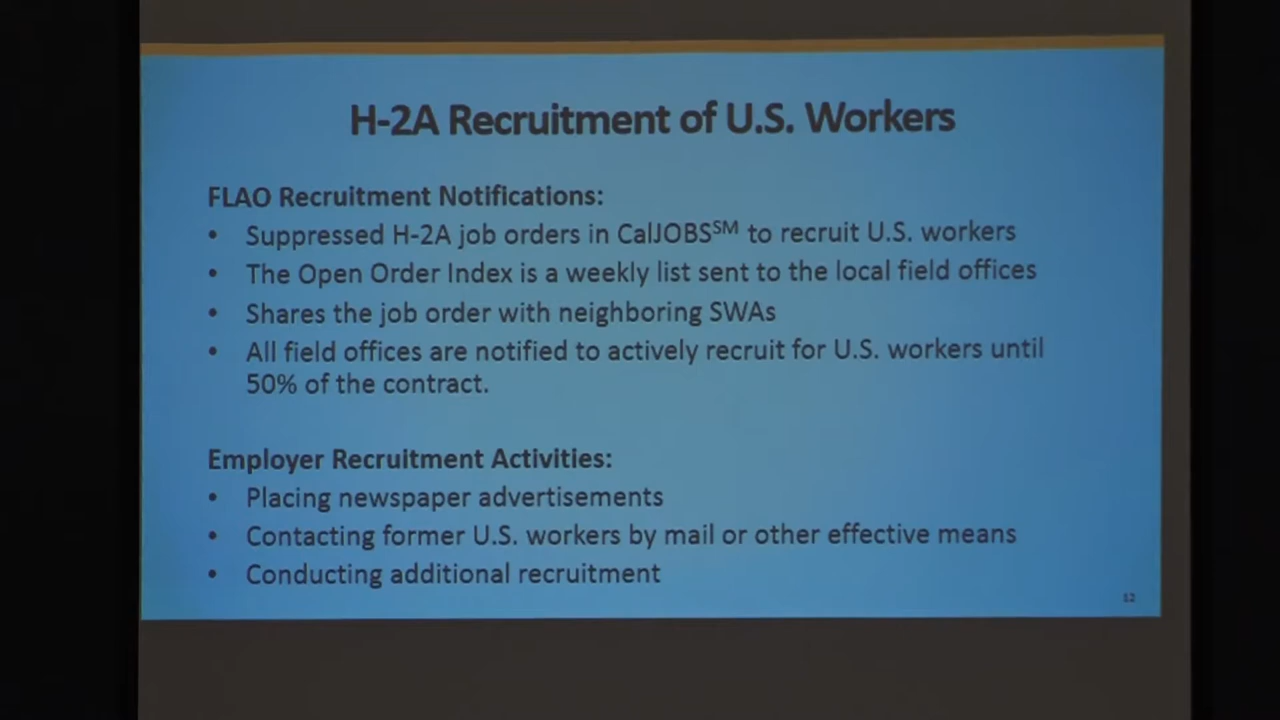 H-2A Recruitment of U.S. Workers
FLAO Recruitment Notifications:
• Suppressed H-2A job orders in CalJOBS℠ to recruit U.S. workers
• The Open Order Index is a weekly list sent to the local field offices
• Shares the job order with neighboring SWAs
• All field offices are notified to actively recruit for U.S. workers until
50% of the contract.
Employer Recruitment Activities:
• Placing newspaper advertisements
• Contacting former U.S. workers by mail or other effective means
• Conducting additional recruitment
12